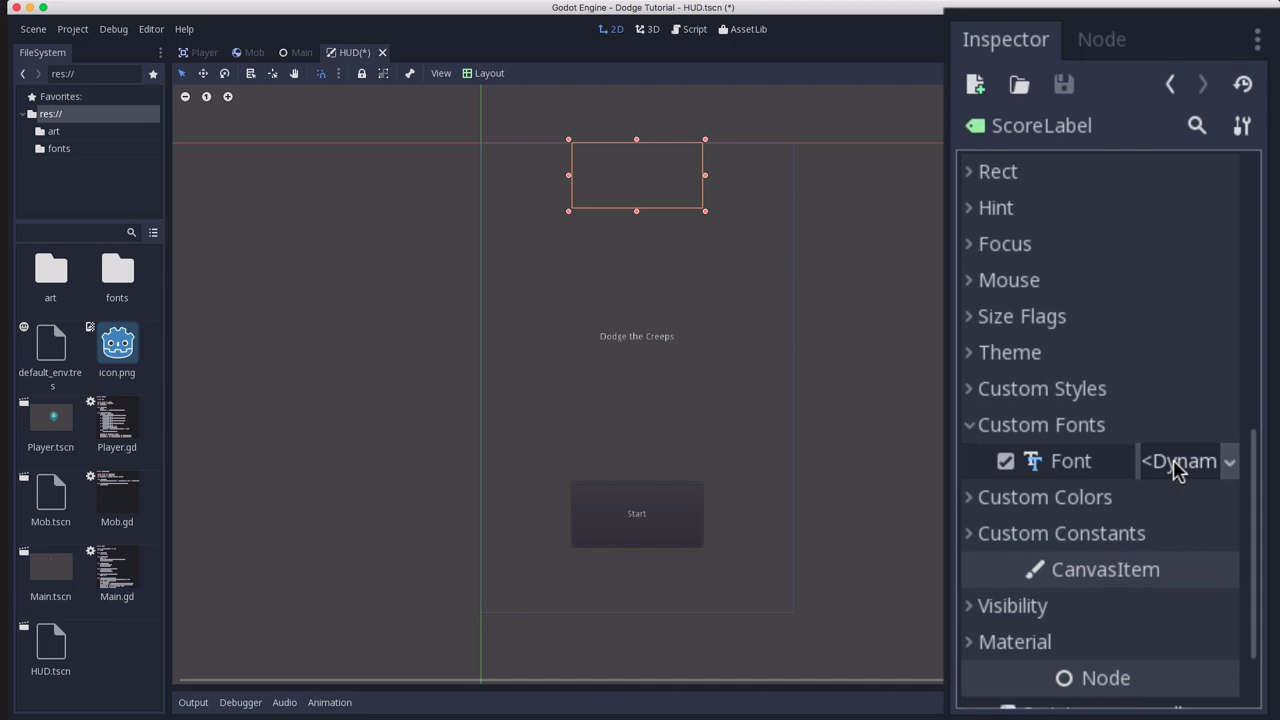 Godot Engine - Dodge Tutorial - HUD.tscn (*)
Scene Project Debug Editor Help
2D 3D Script AssetLib
FileSystem
Player Mob Main HUD(*)
res://
View Layout
Favorites:
res://
art
fonts
art fonts
default_env.tres
icon.png
Player.tscn Player.gd
Mob.tscn Mob.gd
Main.tscn Main.gd
HUD.tscn
Dodge the Creeps
Start
Output Debugger Audio Animation
Inspector Node
ScoreLabel
Rect
Hint
Focus
Mouse
Size Flags
Theme
Custom Styles
Custom Fonts
Font <Dynam
Custom Colors
Custom Constants
CanvasItem
Visibility
Material
Node